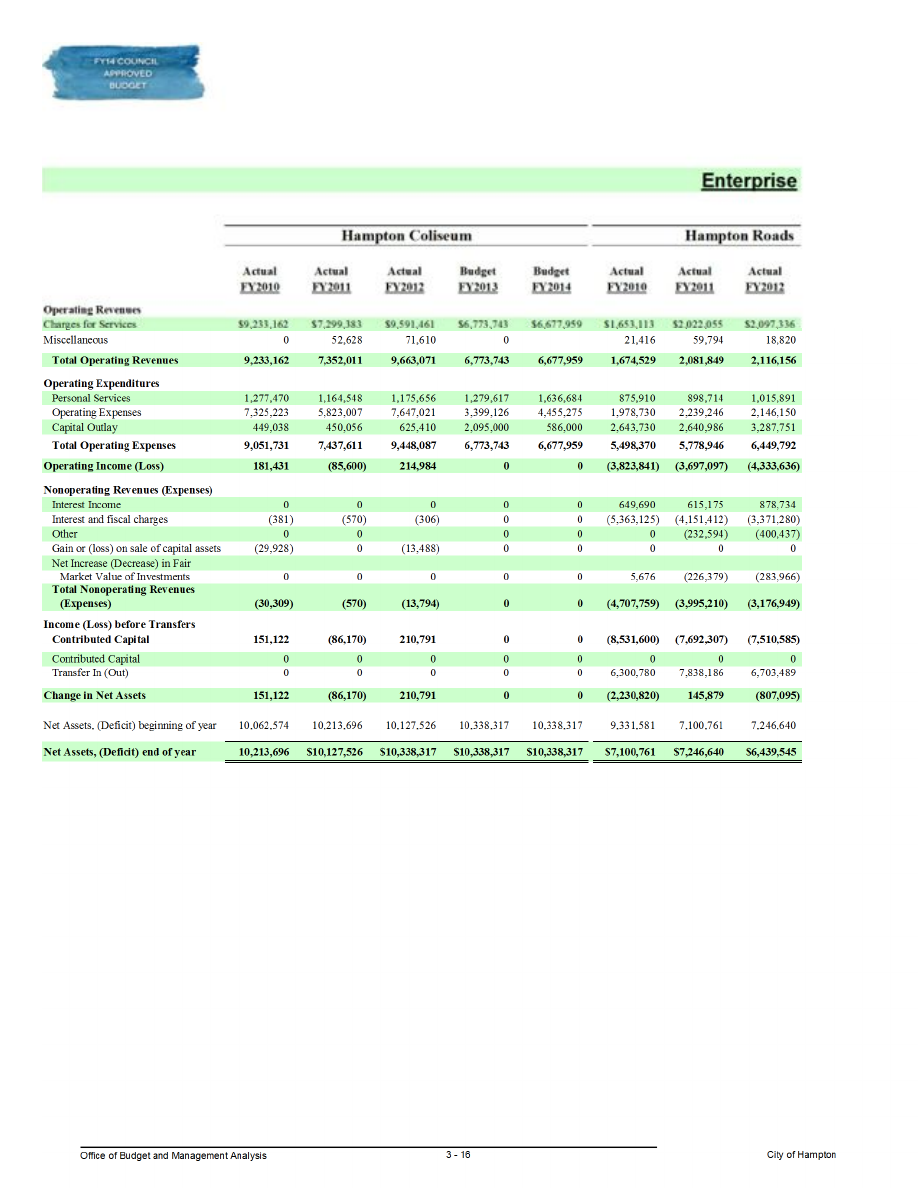 FY14 COUNCIL
APPROVED
BUDGET
Enterprise
Hampton Coliseum Hampton Roads
Actual Actual Actual Budget Budget Actual Actual Actual
FY2010 FY2011 FY2012 FY2013 FY2014 FY2010 FY2011 FY2012
Operating Revenues
Charges for Services $9,233,162 $7,299,383 $9,591,461 $6,773,743 $6,677,959 $1,653,113 $2,022,055 $2,097,336
Miscellaneous 0 52,628 71,610 0 21,416 59,794 18,820
Total Operating Revenues 9,233,162 7,352,011 9,663,071 6,773,743 6,677,959 1,674,529 2,081,849 2,116,156
Operating Expenditures
Personal Services 1,277,470 1,164,548 1,175,656 1,279,617 1,636,684 875,910 898,714 1,015,891
Operating Expenses 7,325,223 5,823,007 7,647,021 3,399,126 4,455,275 1,978,730 2,239,246 2,146,150
Capital Outlay 449,038 450,056 625,410 2,095,000 586,000 2,643,730 2,640,986 3,287,751
Total Operating Expenses 9,051,731 7,437,611 9,448,087 6,773,743 6,677,959 5,498,370 5,778,946 6,449,792
Operating Income (Loss) 181,431 (85,600) 214,984 0 0 (3,823,841) (3,697,097) (4,333,636)
Nonoperating Revenues (Expenses)
Interest Income 0 0 0 0 0 649,690 615,175 878,734
Interest and fiscal charges (381) (570) (306) 0 0 (5,363,125) (4,151,412) (3,371,280)
Other 0 0 0 0 0 0 (232,594) (400,437)
Gain or (loss) on sale of capital assets (29,928) 0 (13,488) 0 0 0 0 0
Net Increase (Decrease) in Fair
Market Value of Investments 0 0 0 0 0 5,676 (226,379) (283,966)
Total Nonoperating Revenues
(Expenses) (30,309) (570) (13,794) 0 0 (4,707,759) (3,995,210) (3,176,949)
Income (Loss) before Transfers
Contributed Capital 151,122 (86,170) 210,791 0 0 (8,531,600) (7,692,307) (7,510,585)
Contributed Capital 0 0 0 0 0 0 0 0
Transfer In (Out) 0 0 0 0 0 6,300,780 7,838,186 6,703,489
Change in Net Assets 151,122 (86,170) 210,791 0 0 (2,230,820) 145,879 (807,095)
Net Assets, (Deficit) beginning of year 10,062,574 10,213,696 10,127,526 10,338,317 10,338,317 9,331,581 7,100,761 7,246,640
Net Assets, (Deficit) end of year 10,213,696 $10,127,526 $10,338,317 $10,338,317 $10,338,317 $7,100,761 $7,246,640 $6,439,545
Office of Budget and Management Analysis 3 - 16 City of Hampton